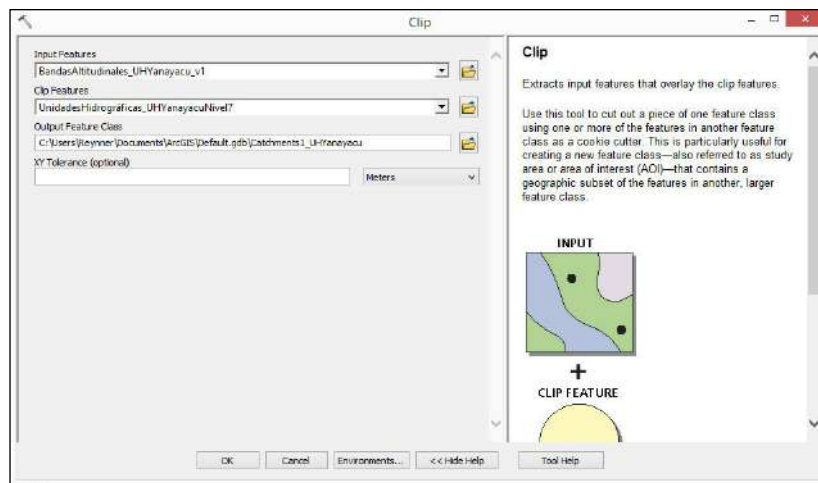 Clip
Input Features
BandasAltitudinales_UHYanayacu_v1
Clip Features
UnidadesHidrográficas_UHYanayacuNivel7
Output Feature Class
C:\Users\Reynner\Documents\ArcGIS\Default.gdb\Catchments1_UHYanayacu
XY Tolerance (optional)
Meters
OK
Cancel
Environments...
<< Hide Help
Clip
Extracts input features that overlay the clip features.
Use this tool to cut out a piece of one feature class
using one or more of the features in another feature
class as a cookie cutter. This is particularly useful for
creating a new feature class—also referred to as study
area or area of interest (AOI)—that contains a
geographic subset of the features in another, larger
feature class.
INPUT
+
CLIP FEATURE
Tool Help